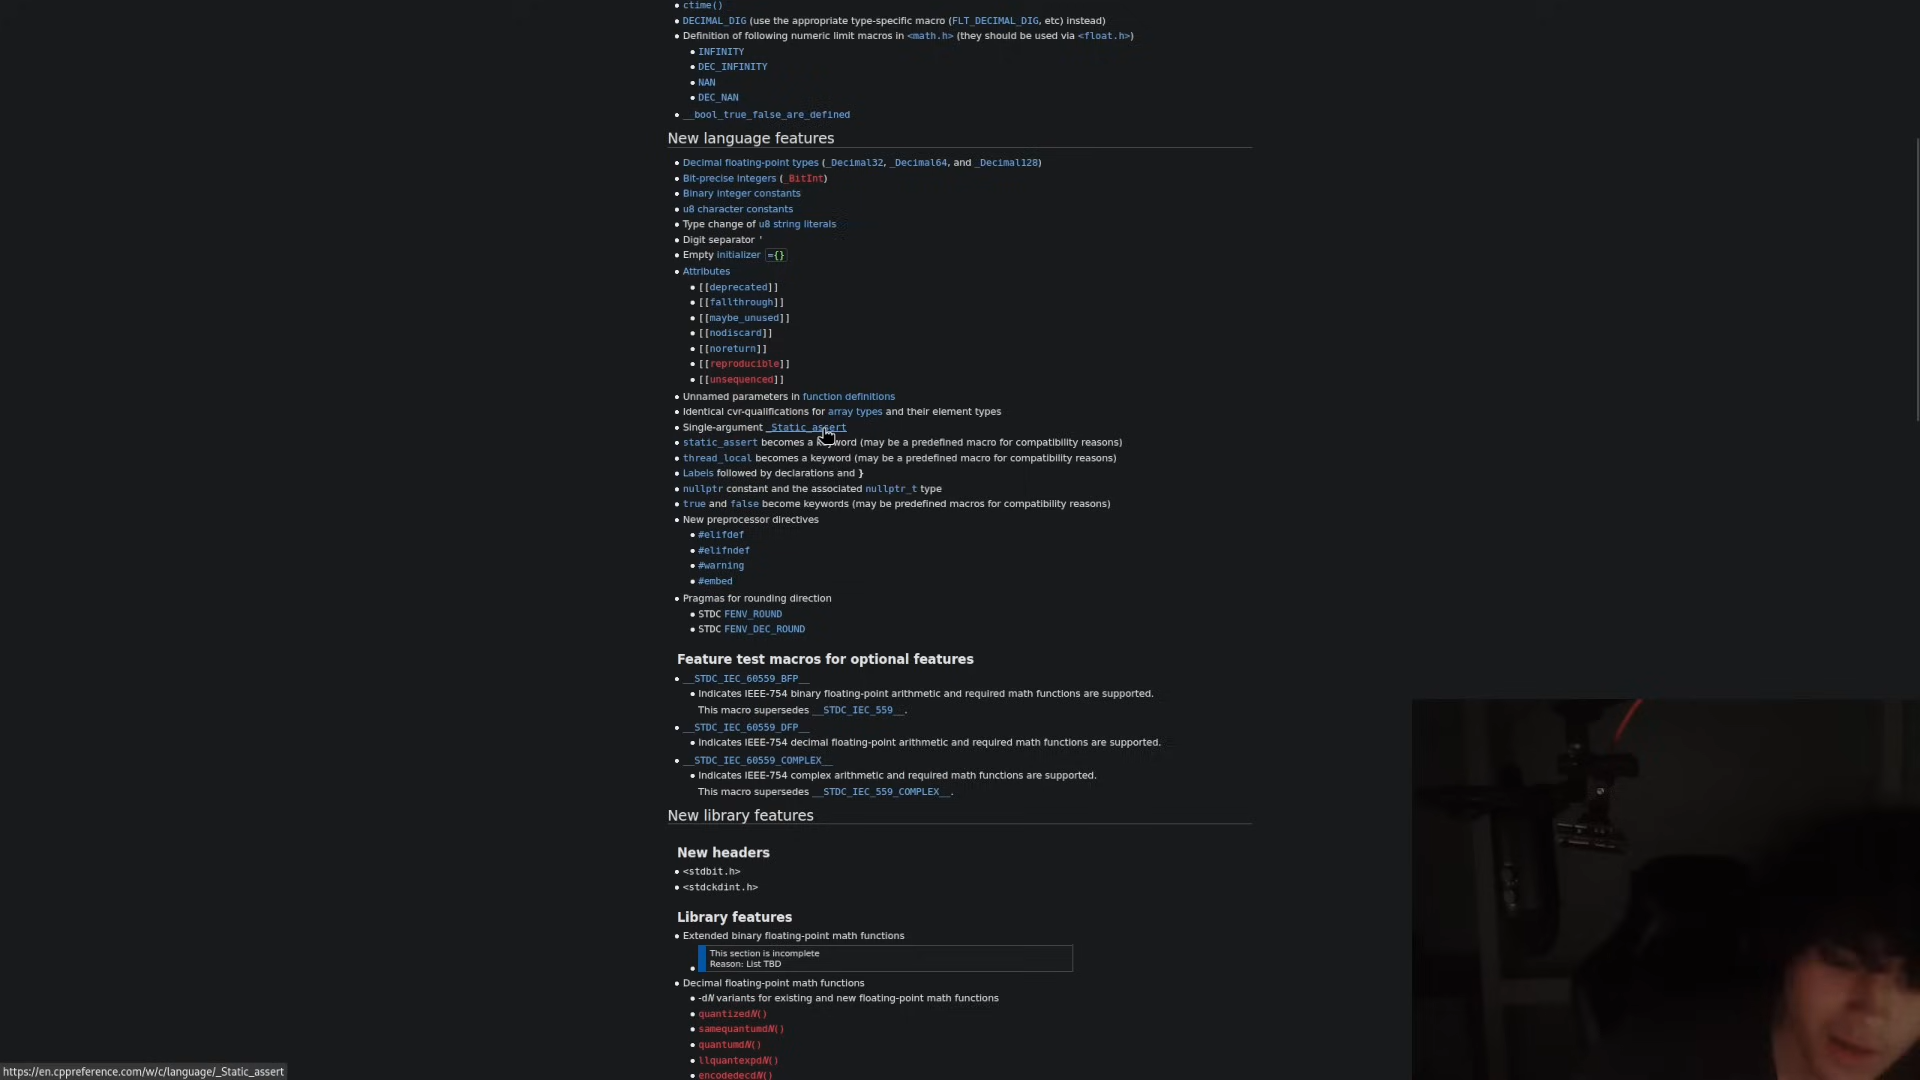 ctime()
DECIMAL_DIG (use the appropriate type-specific macro (FLT_DECIMAL_DIG, etc) instead)
Definition of following numeric limit macros in <math.h> (they should be used via <float.h>)
INFINITY
DEC_INFINITY
NAN
DEC_NAN
__bool_true_false_are_defined
New language features
Decimal floating-point types (_Decimal32, _Decimal64, and _Decimal128)
Bit-precise integers (_BitInt)
Binary integer constants
u8 character constants
Type change of u8 string literals
Digit separator '
Empty initializer ={}
Attributes
[[deprecated]]
[[fallthrough]]
[[maybe_unused]]
[[nodiscard]]
[[noreturn]]
[[reproducible]]
[[unsequenced]]
Unnamed parameters in function definitions
Identical cvr-qualifications for array types and their element types
Single-argument _Static_assert
static_assert becomes a keyword (may be a predefined macro for compatibility reasons)
thread_local becomes a keyword (may be a predefined macro for compatibility reasons)
Labels followed by declarations and }
nullptr constant and the associated nullptr_t type
true and false become keywords (may be predefined macros for compatibility reasons)
New preprocessor directives
#elifdef
#elifndef
#warning
#embed
Pragmas for rounding direction
STDC FENV_ROUND
STDC FENV_DEC_ROUND
Feature test macros for optional features
__STDC_IEC_60559_BFP__
Indicates IEEE-754 binary floating-point arithmetic and required math functions are supported.
This macro supersedes __STDC_IEC_559__.
__STDC_IEC_60559_DFP__
Indicates IEEE-754 decimal floating-point arithmetic and required math functions are supported.
__STDC_IEC_60559_COMPLEX__
Indicates IEEE-754 complex arithmetic and required math functions are supported.
This macro supersedes __STDC_IEC_559_COMPLEX__.
New library features
New headers
<stdbit.h>
<stdckdint.h>
Library features
Extended binary floating-point math functions
This section is incomplete
Reason: List TBD
Decimal floating-point math functions
-dN variants for existing and new floating-point math functions
quantizedN()
samequantumdN()
quantumdN()
llquantexpdN()
encodedecdN()
https://en.cppreference.com/w/c/language/_Static_assert